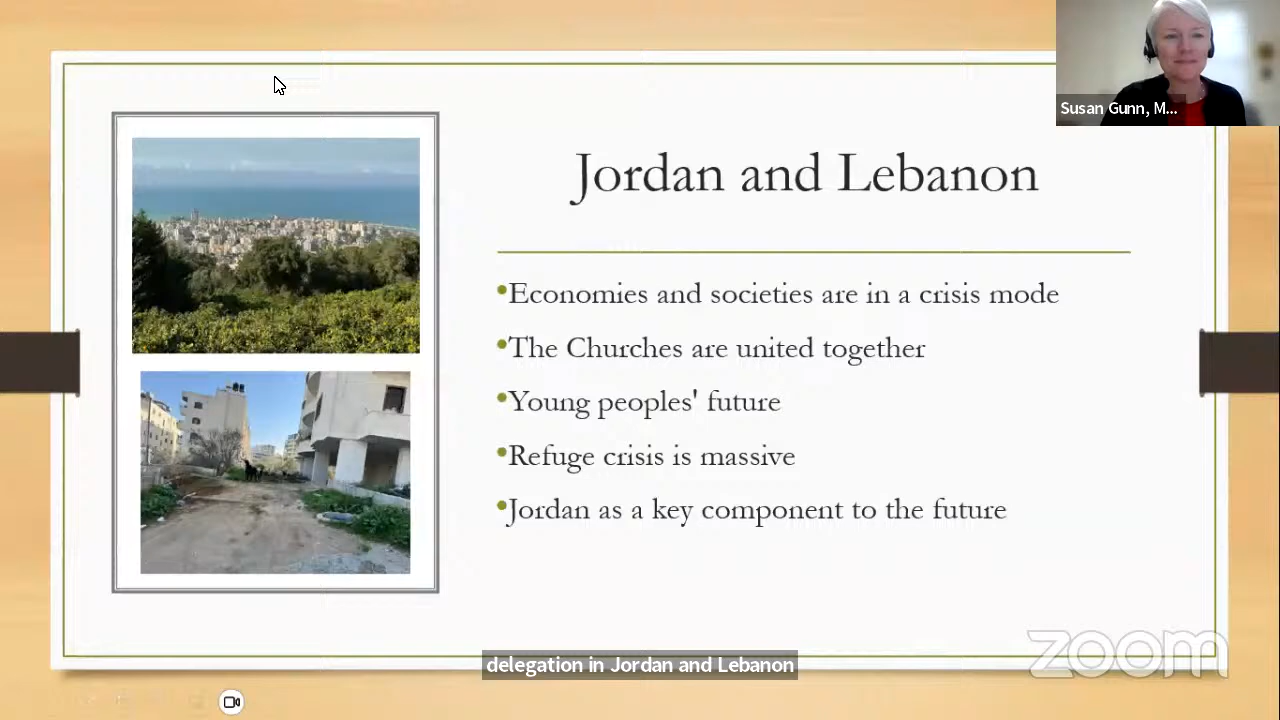 Susan Gunn, M...
Jordan and Lebanon
•Economies and societies are in a crisis mode
•The Churches are united together
•Young peoples' future
•Refuge crisis is massive
•Jordan as a key component to the future
zoom
delegation in Jordan and Lebanon